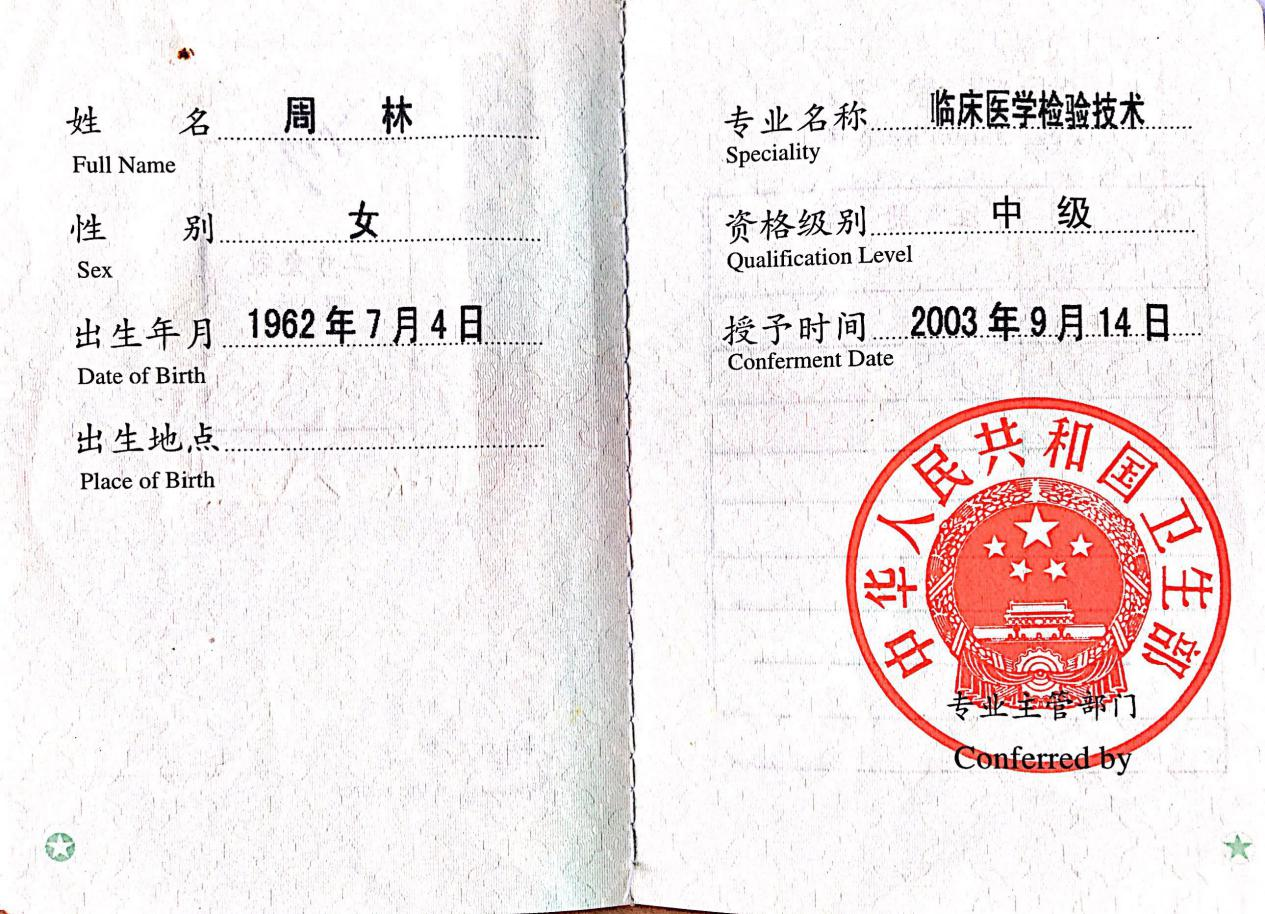 姓 名 周 林
Full Name
性 别 女
Sex
出生年月 1962年7月4日
Date of Birth
出生地点
Place of Birth
专业名称 临床医学检验技术
Speciality
资格级别 中 级
Qualification Level
授予时间 2003年9月14日
Conferment Date
中华人民共和国卫生部
专业主管部门
Conferred by